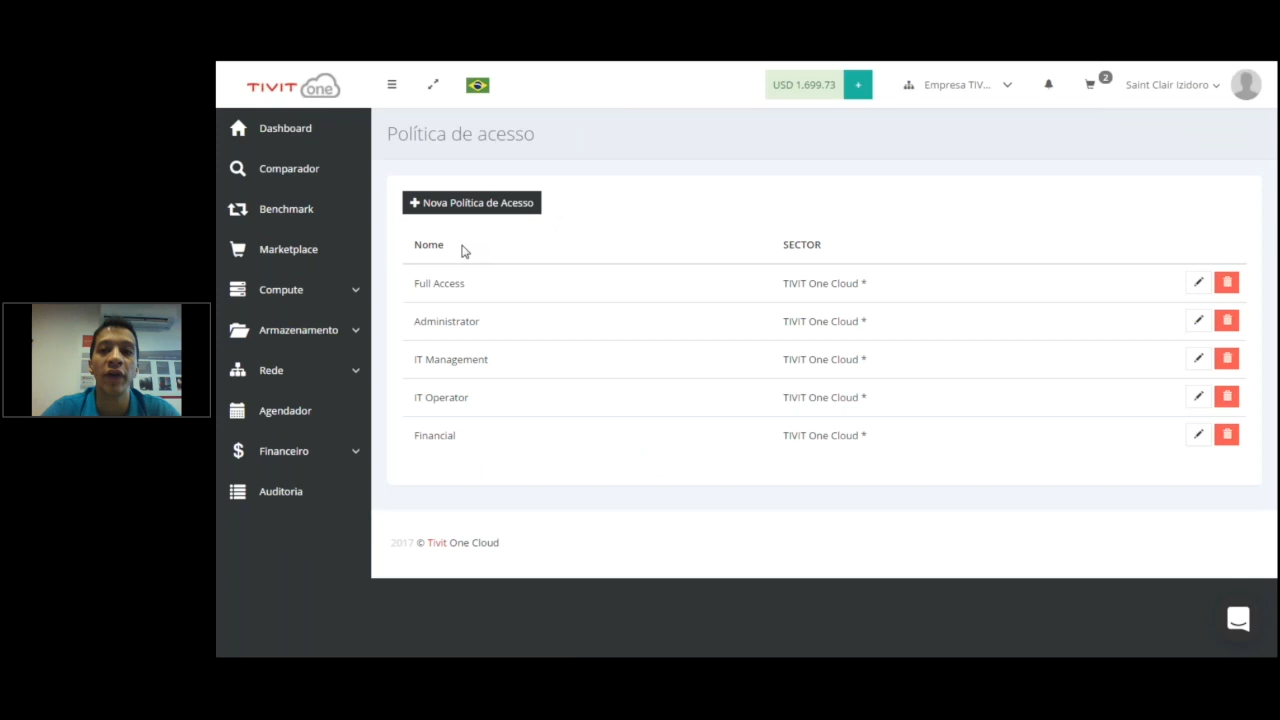 TIVIT one
USD 1,699.73 +
Empresa TIV...
2
Saint Clair Izidoro
Dashboard
Comparador
Benchmark
Marketplace
Compute
Armazenamento
Rede
Agendador
Financeiro
Auditoria
Política de acesso
Nova Política de Acesso
Nome SECTOR
Full Access TIVIT One Cloud *
Administrator TIVIT One Cloud *
IT Management TIVIT One Cloud *
IT Operator TIVIT One Cloud *
Financial TIVIT One Cloud *
2017 © Tivit One Cloud